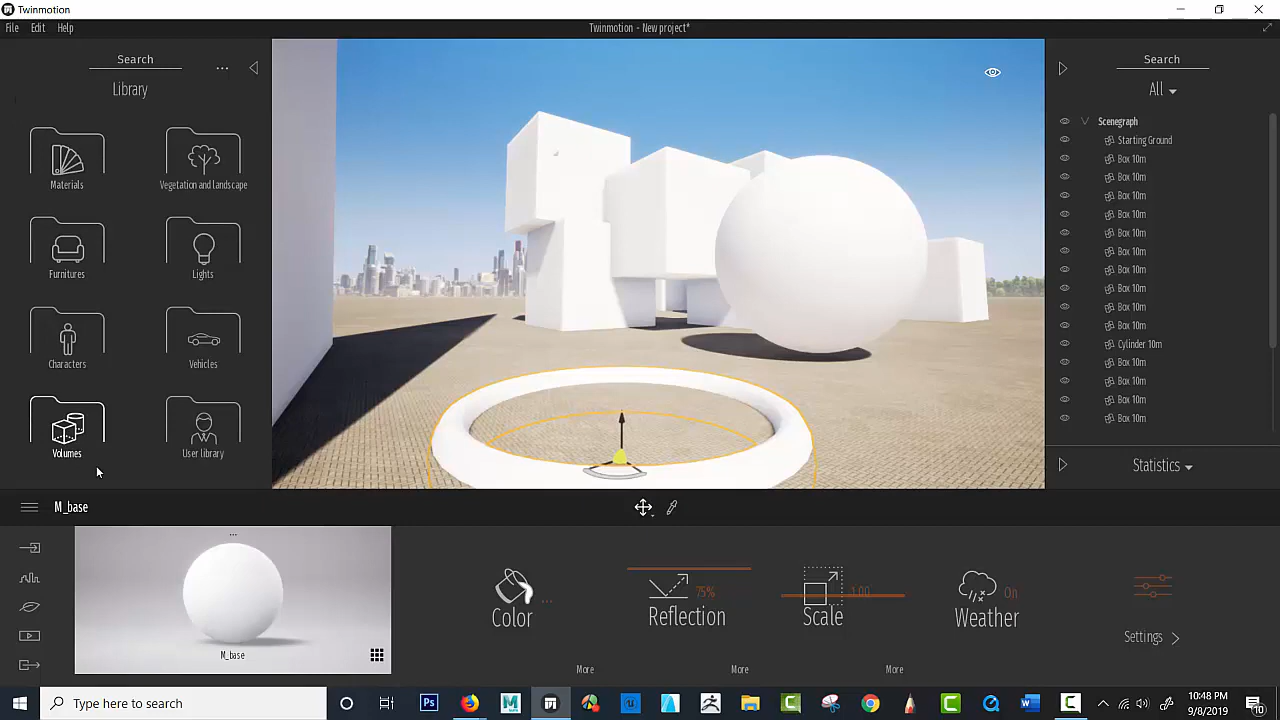 Twinmotion
File Edit Help
Twinmotion - New project*
Search
Library
Materials
Vegetation and landscape
Furnitures
Lights
Characters
Vehicles
Volumes
User library
Search
All
Scenegraph
Starting Ground
Box 10m
Box 10m
Box 10m
Box 10m
Box 10m
Box 10m
Box 10m
Box 10m
Box 10m
Box 10m
Cylinder 10m
Box 10m
Box 10m
Box 10m
Box 10m
Statistics
M_base
M_base
Color ...
Reflection 75%
Scale 1.00
Weather On
Settings
More
More
More
Type here to search
10:48 PM
9/8/2019